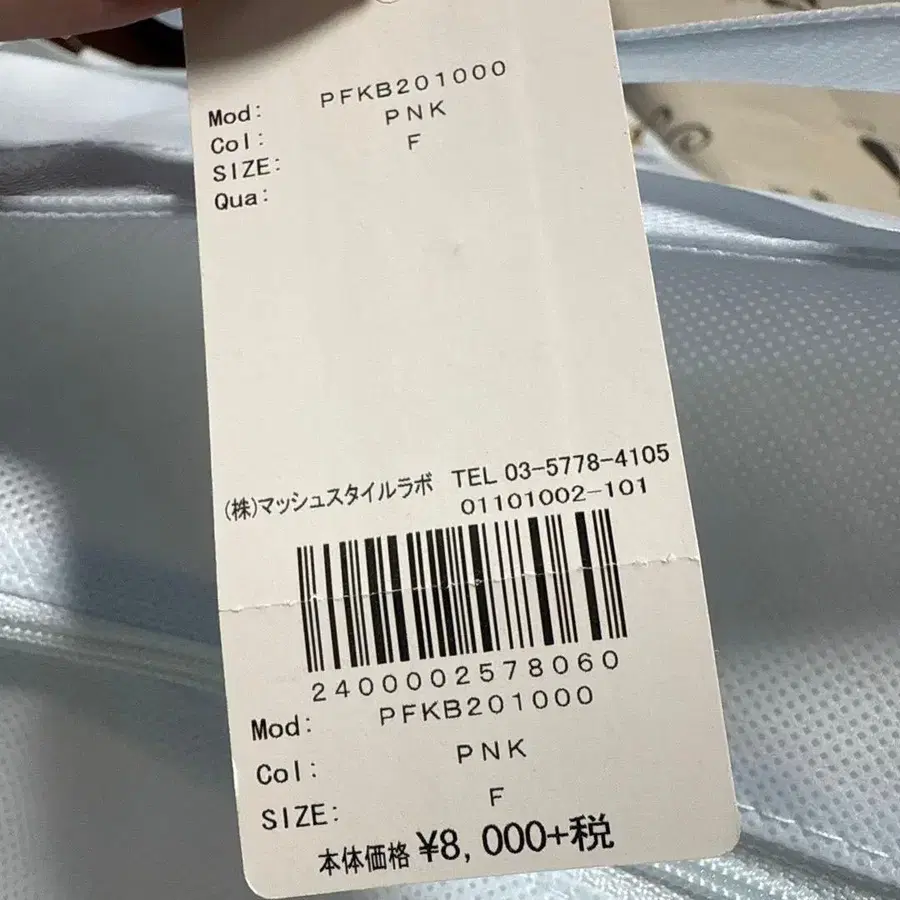 Mod: PFKB201000
Col: PNK
SIZE: F
Qua:
(株)マッシュスタイルラボ TEL 03-5778-4105
01101002-101
2400002578060
Mod: PFKB201000
Col: PNK
SIZE: F
本体価格 ¥8,000+税